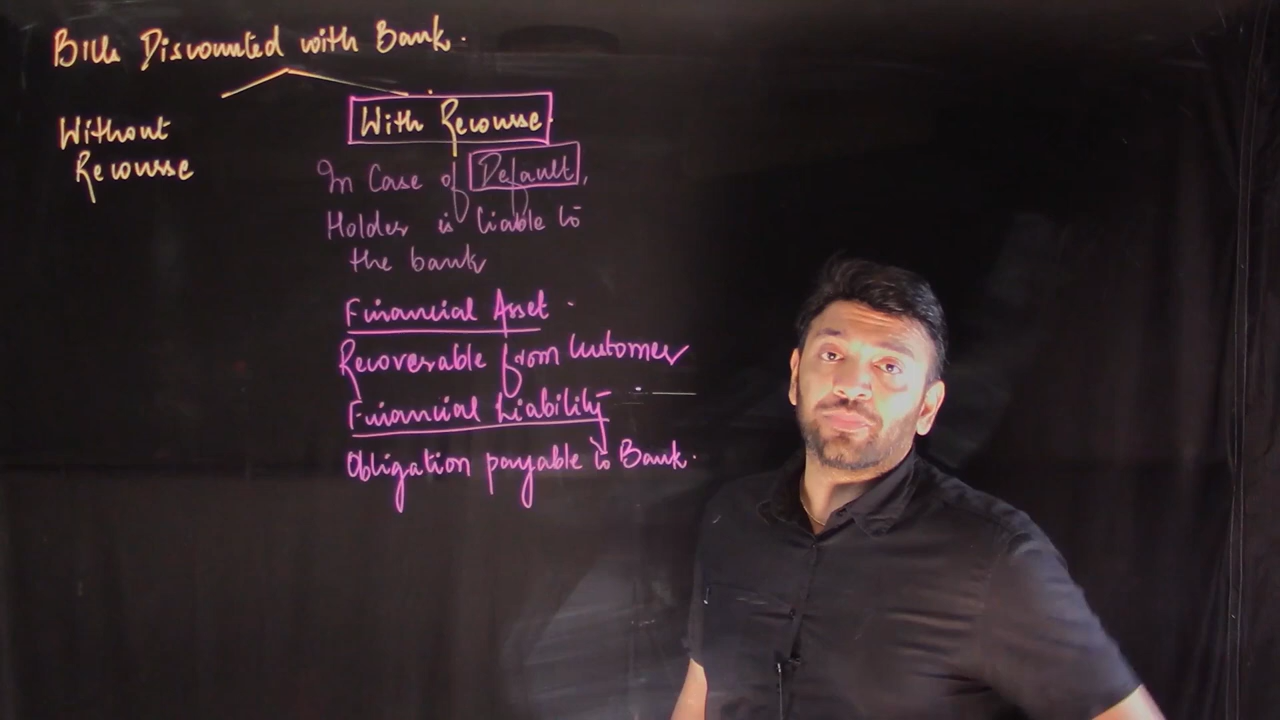 Bills Discounted with Bank.
Without
Recourse
With Recourse.
In Case of Default,
Holder is liable to
the bank
Financial Asset.
Recoverable from Customer
Financial Liability
Obligation payable to Bank.